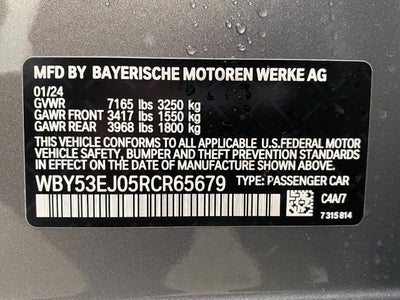 MFD BY BAYERISCHE MOTOREN WERKE AG
01/24
GVWR 7165 lbs 3250 kg
GAWR FRONT 3417 lbs 1550 kg
GAWR REAR 3968 lbs 1800 kg
THIS VEHICLE CONFORMS TO ALL APPLICABLE U.S.FEDERAL MOTOR
VEHICLE SAFETY, BUMPER, AND THEFT PREVENTION STANDARDS IN
EFFECT ON THE DATE OF MANUFACTURE SHOWN ABOVE.
WBY53EJ05RCR65679 TYPE: PASSENGER CAR
C4A/7
7 315 814